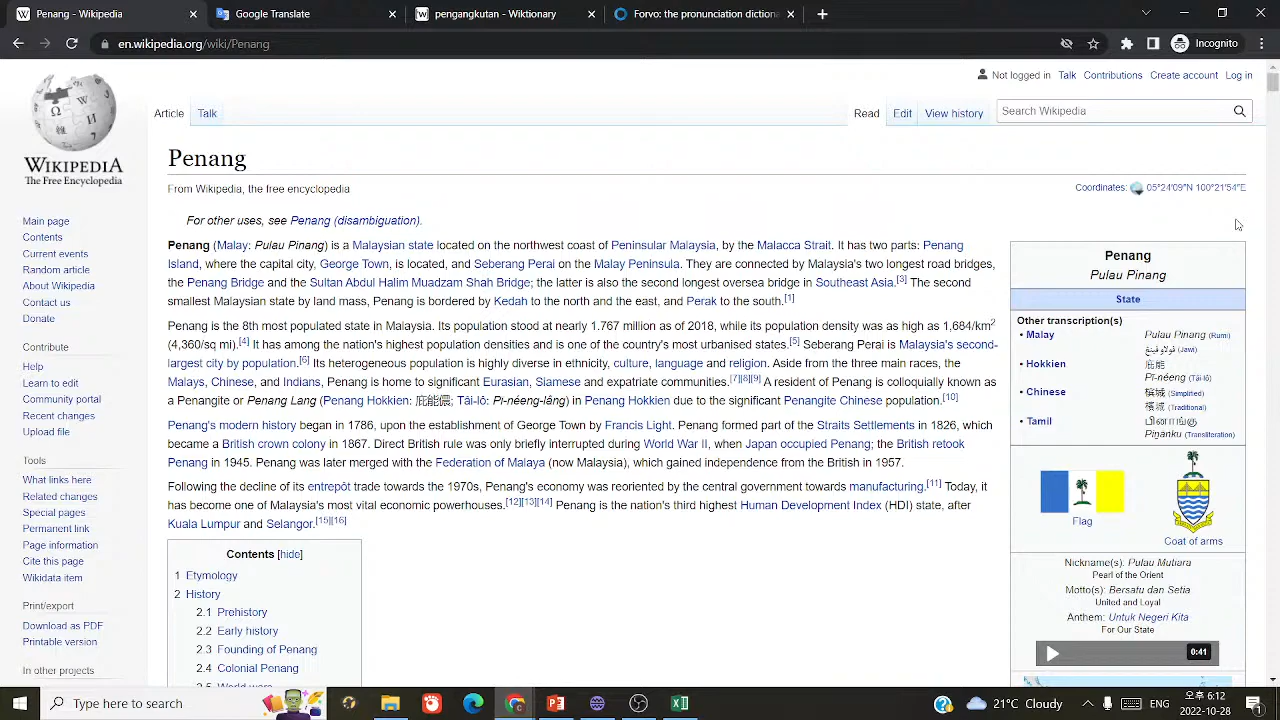 Penang - Wikipedia
Google Translate
pengangkutan - Wiktionary
Forvo: the pronunciation dictiona
en.wikipedia.org/wiki/Penang
Incognito
Not logged in Talk Contributions Create account Log in
Article Talk
Read Edit View history Search Wikipedia
WIKIPEDIA
The Free Encyclopedia
Penang
From Wikipedia, the free encyclopedia
Coordinates: 05°24′09″N 100°21′54″E
For other uses, see Penang (disambiguation).
Penang (Malay: Pulau Pinang) is a Malaysian state located on the northwest coast of Peninsular Malaysia, by the Malacca Strait. It has two parts: Penang
Island, where the capital city, George Town, is located, and Seberang Perai on the Malay Peninsula. They are connected by Malaysia's two longest road bridges,
the Penang Bridge and the Sultan Abdul Halim Muadzam Shah Bridge; the latter is also the second longest oversea bridge in Southeast Asia.[3] The second
smallest Malaysian state by land mass, Penang is bordered by Kedah to the north and the east, and Perak to the south.[1]
Penang is the 8th most populated state in Malaysia. Its population stood at nearly 1.767 million as of 2018, while its population density was as high as 1,684/km2
(4,360/sq mi).[4] It has among the nation's highest population densities and is one of the country's most urbanised states.[5] Seberang Perai is Malaysia's second-
largest city by population.[6] Its heterogeneous population is highly diverse in ethnicity, culture, language and religion. Aside from the three main races, the
Malays, Chinese, and Indians, Penang is home to significant Eurasian, Siamese and expatriate communities.[7][8][9] A resident of Penang is colloquially known as
a Penangite or Penang Lang (Penang Hokkien: 庇能儂; Tâi-lô: Pī-néeng-lâng) in Penang Hokkien due to the significant Penangite Chinese population.[10]
Penang's modern history began in 1786, upon the establishment of George Town by Francis Light. Penang formed part of the Straits Settlements in 1826, which
became a British crown colony in 1867. Direct British rule was only briefly interrupted during World War II, when Japan occupied Penang; the British retook
Penang in 1945. Penang was later merged with the Federation of Malaya (now Malaysia), which gained independence from the British in 1957.
Following the decline of its entrepôt trade towards the 1970s, Penang's economy was reoriented by the central government towards manufacturing.[11] Today, it
has become one of Malaysia's most vital economic powerhouses.[12][13][14] Penang is the nation's third highest Human Development Index (HDI) state, after
Kuala Lumpur and Selangor.[15][16]
Contents [hide]
1 Etymology
2 History
2.1 Prehistory
2.2 Early history
2.3 Founding of Penang
2.4 Colonial Penang
2.5 World wars
Main page
Contents
Current events
Random article
About Wikipedia
Contact us
Donate
Contribute
Help
Learn to edit
Community portal
Recent changes
Upload file
Tools
What links here
Related changes
Special pages
Permanent link
Page information
Cite this page
Wikidata item
Print/export
Download as PDF
Printable version
In other projects
Penang
Pulau Pinang
State
Other transcription(s)
• Malay Pulau Pinang (Rumi)
ڤولاو ڤينڠ (Jawi)
• Hokkien 庇能
Pī-néeng (Tâi-lô)
• Chinese 槟城 (Simplified)
檳城 (Traditional)
• Tamil பினாங்கு
Piṉāṅku (Transliteration)
Flag
Coat of arms
Nickname(s): Pulau Mutiara
Pearl of the Orient
Motto(s): Bersatu dan Setia
United and Loyal
Anthem: Untuk Negeri Kita
For Our State
0:41
Type here to search
21°C Cloudy
ENG
오후 6:12
2022-10-28